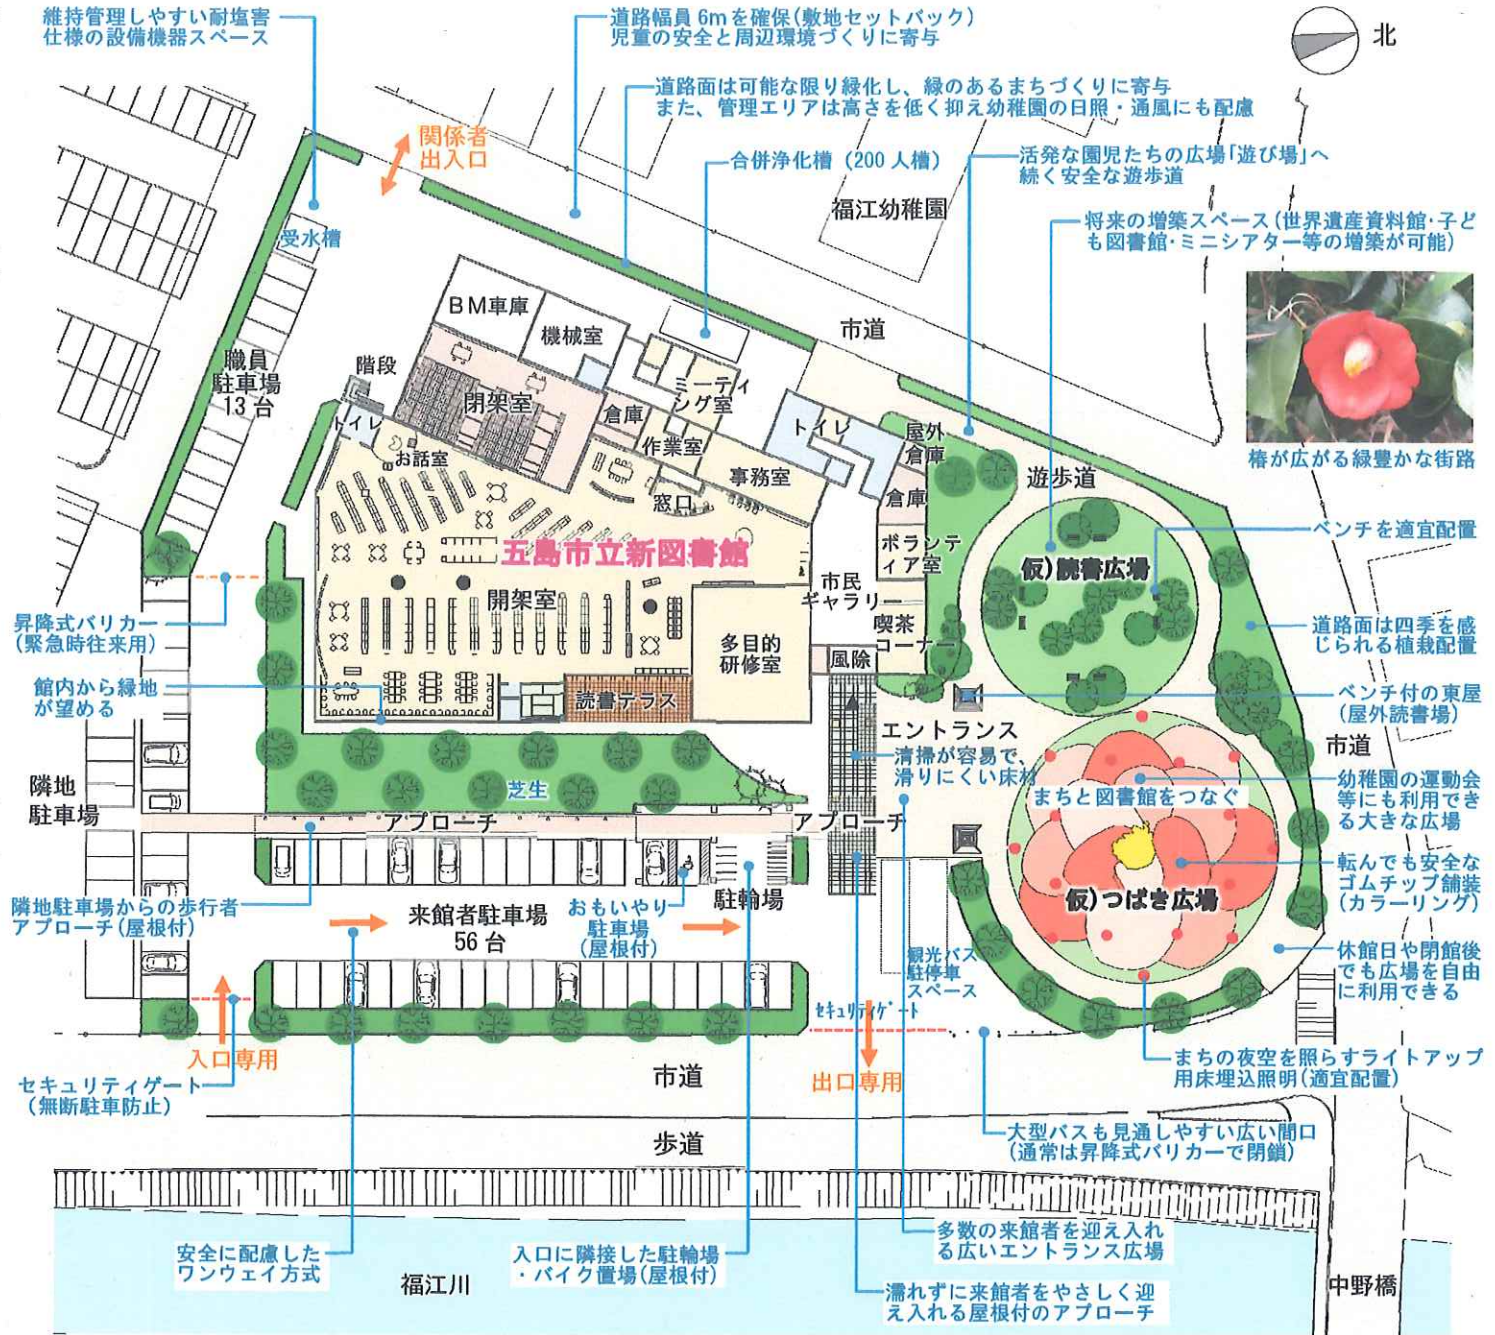 維持管理しやすい耐塩害
仕様の設備機器スペース
道路幅員6mを確保(敷地セットバック)
児童の安全と周辺環境づくりに寄与
北
道路面は可能な限り緑化し、緑のあるまちづくりに寄与
また、管理エリアは高さを低く抑え幼稚園の日照・通風にも配慮
関係者
出入口
合併浄化槽(200人槽)
活発な園児たちの広場「遊び場」へ
続く安全な遊歩道
福江幼稚園
将来の増築スペース(世界遺産資料館・子ど
も図書館・ミニシアター等の増築が可能)
受水槽
BM車庫
機械室
市道
職員
駐車場
13台
階段
ミーティ
ング室
閉架室
倉庫
トイレ
トイレ
作業室
屋外
倉庫
お話室
事務室
椿が広がる緑豊かな街路
遊歩道
窓口
倉庫
ベンチを適宜配置
五島市立新図書館
ボランテ
ィア室
仮)読書広場
市民
ギャラリー
開架室
昇降式バリカー
(緊急時往来用)
喫茶
コーナー
道路面は四季を感
じられる植栽配置
多目的
研修室
風除
館内から緑地
が望める
読書テラス
ベンチ付の東屋
(屋外読書場)
エントランス
市道
清掃が容易で、
滑りにくい床材
隣地
駐車場
芝生
まちと図書館をつなぐ
幼稚園の運動会
等にも利用でき
る大きな広場
アプローチ
アプローチ
転んでも安全な
ゴムチップ舗装
(カラーリング)
駐輪場
仮)つばき広場
隣地駐車場からの歩行者
アプローチ(屋根付)
来館者駐車場
56台
おもいやり
駐車場
(屋根付)
観光バス
駐停車
スペース
休館日や閉館後
でも広場を自由
に利用できる
セキュリティゲート
入口専用
まちの夜空を照らすライトアップ
用床埋込照明(適宜配置)
セキュリティゲート
(無断駐車防止)
市道
出口専用
歩道
大型バスも見通しやすい広い間口
(通常は昇降式バリカーで閉鎖)
安全に配慮した
ワンウェイ方式
入口に隣接した駐輪場
・バイク置場(屋根付)
多数の来館者を迎え入れ
る広いエントランス広場
福江川
濡れずに来館者をやさしく迎
え入れる屋根付のアプローチ
中野橋